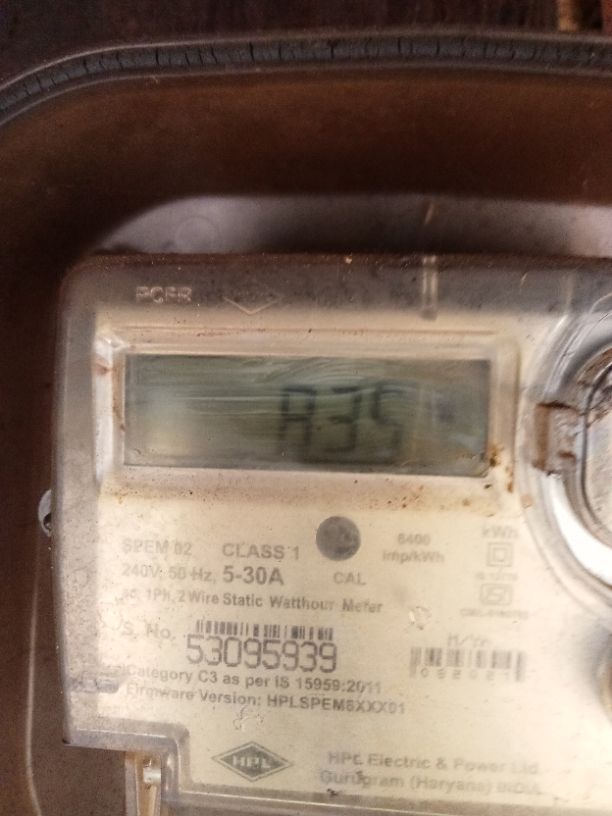 SPEM 02 CLASS 1
6400
imp/kWh
kWh
240V, 50 Hz, 5-30A CAL
ac, 1Ph, 2 Wire Static Watthour Meter
S. No.
53095939
M/Yr.
Category C3 as per IS 15959:2011
Firmware Version: HPLSPEM8XXX01
HPL
HPL Electric & Power Ltd
Gurugram (Haryana) INDIA